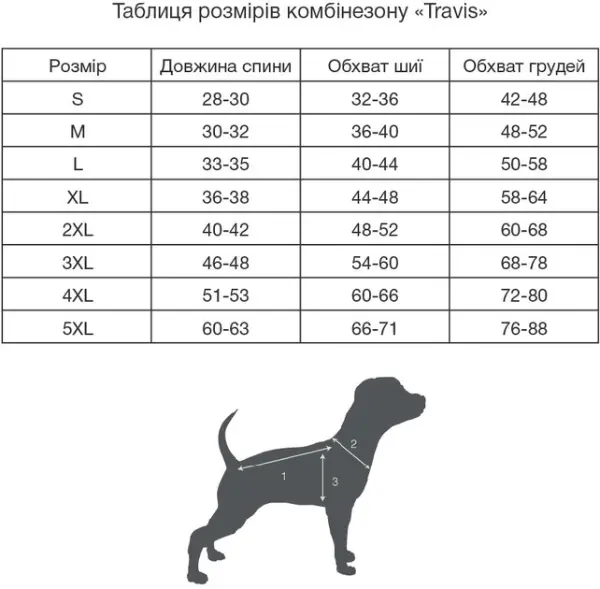 Таблиця розмірів комбінезону «Travis»
Розмір Довжина спини Обхват шиї Обхват грудей
S 28-30 32-36 42-48
M 30-32 36-40 48-52
L 33-35 40-44 50-58
XL 36-38 44-48 58-64
2XL 40-42 48-52 60-68
3XL 46-48 54-60 68-78
4XL 51-53 60-66 72-80
5XL 60-63 66-71 76-88
2
1
3